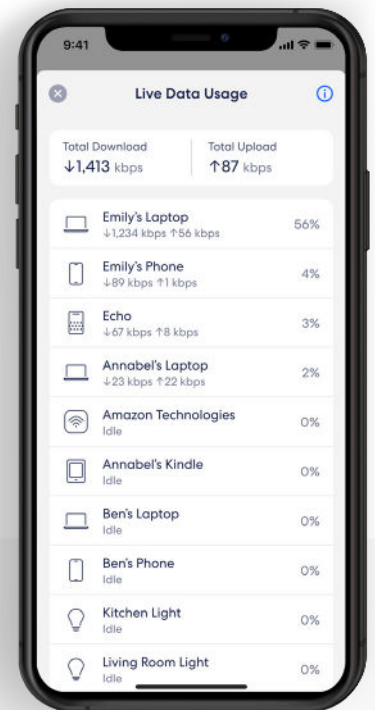 9:41
Live Data Usage
Total Download
↓1,413 kbps
Total Upload
↑87 kbps
Emily's Laptop
↓1,234 kbps ↑56 kbps
56%
Emily's Phone
↓89 kbps ↑1 kbps
4%
Echo
↓67 kbps ↑8 kbps
3%
Annabel's Laptop
↓23 kbps ↑22 kbps
2%
Amazon Technologies
Idle
0%
Annabel's Kindle
Idle
0%
Ben's Laptop
Idle
0%
Ben's Phone
Idle
0%
Kitchen Light
Idle
0%
Living Room Light
Idle
0%